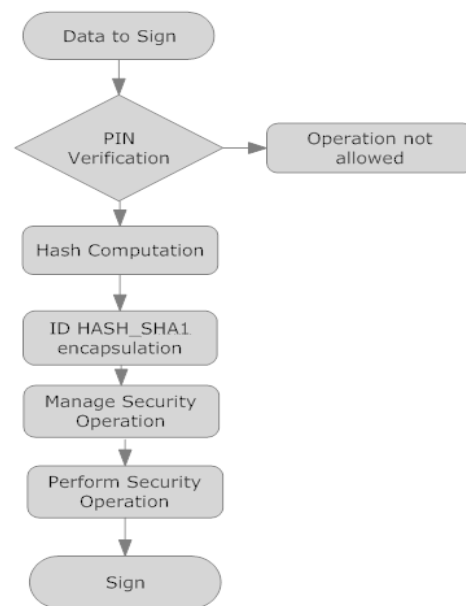 Data to Sign
PIN
Verification
Operation not
allowed
Hash Computation
ID HASH_SHA1
encapsulation
Manage Security
Operation
Perform Security
Operation
Sign